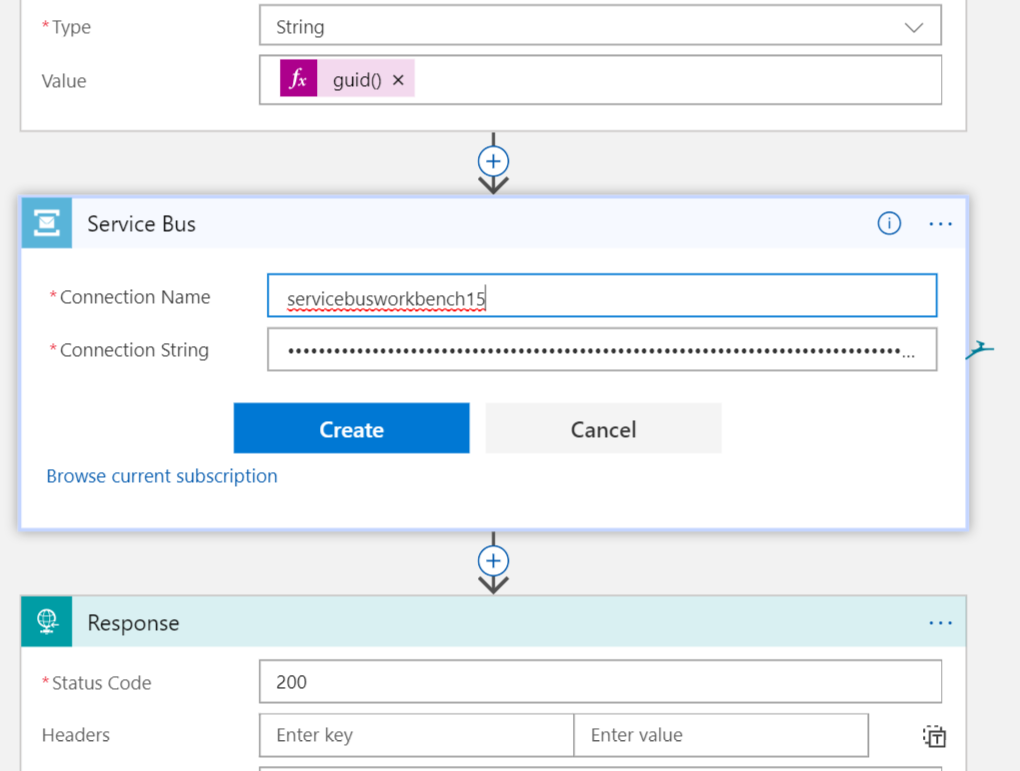 *Type
String
Value
fx guid() ×
Service Bus
*Connection Name
servicebusworkbench15
*Connection String
••••••••••••••••••••••••••••••••••••••••••••••••••••••••••••••••••••••••••••••••...
Create
Cancel
Browse current subscription
Response
*Status Code
200
Headers
Enter key
Enter value